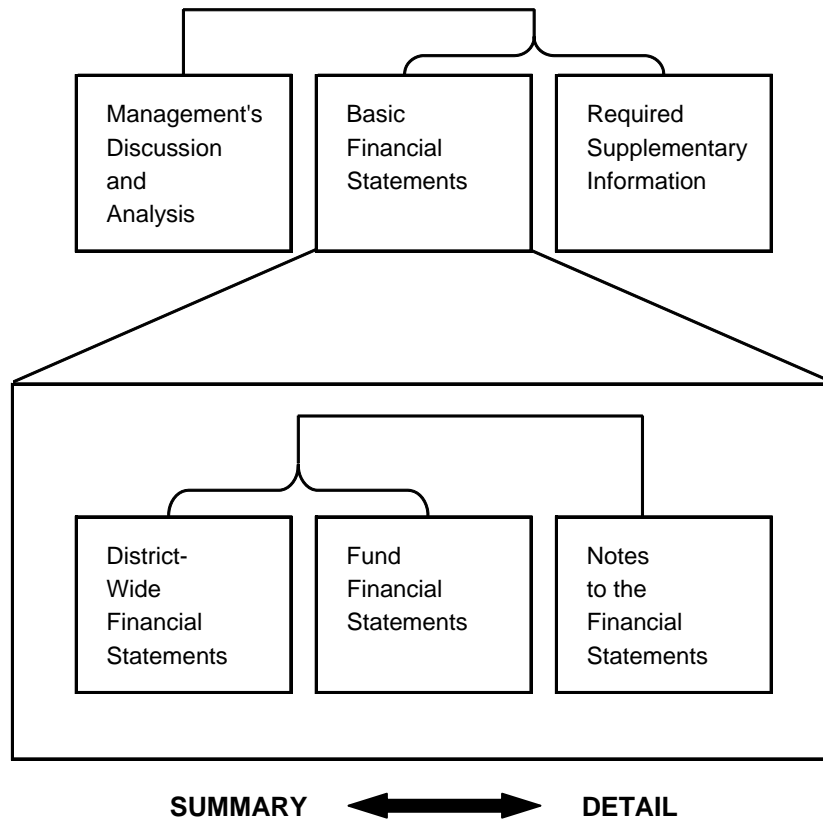 Management's
Discussion
and
Analysis
Basic
Financial
Statements
Required
Supplementary
Information
District-
Wide
Financial
Statements
Fund
Financial
Statements
Notes
to the
Financial
Statements
SUMMARY DETAIL